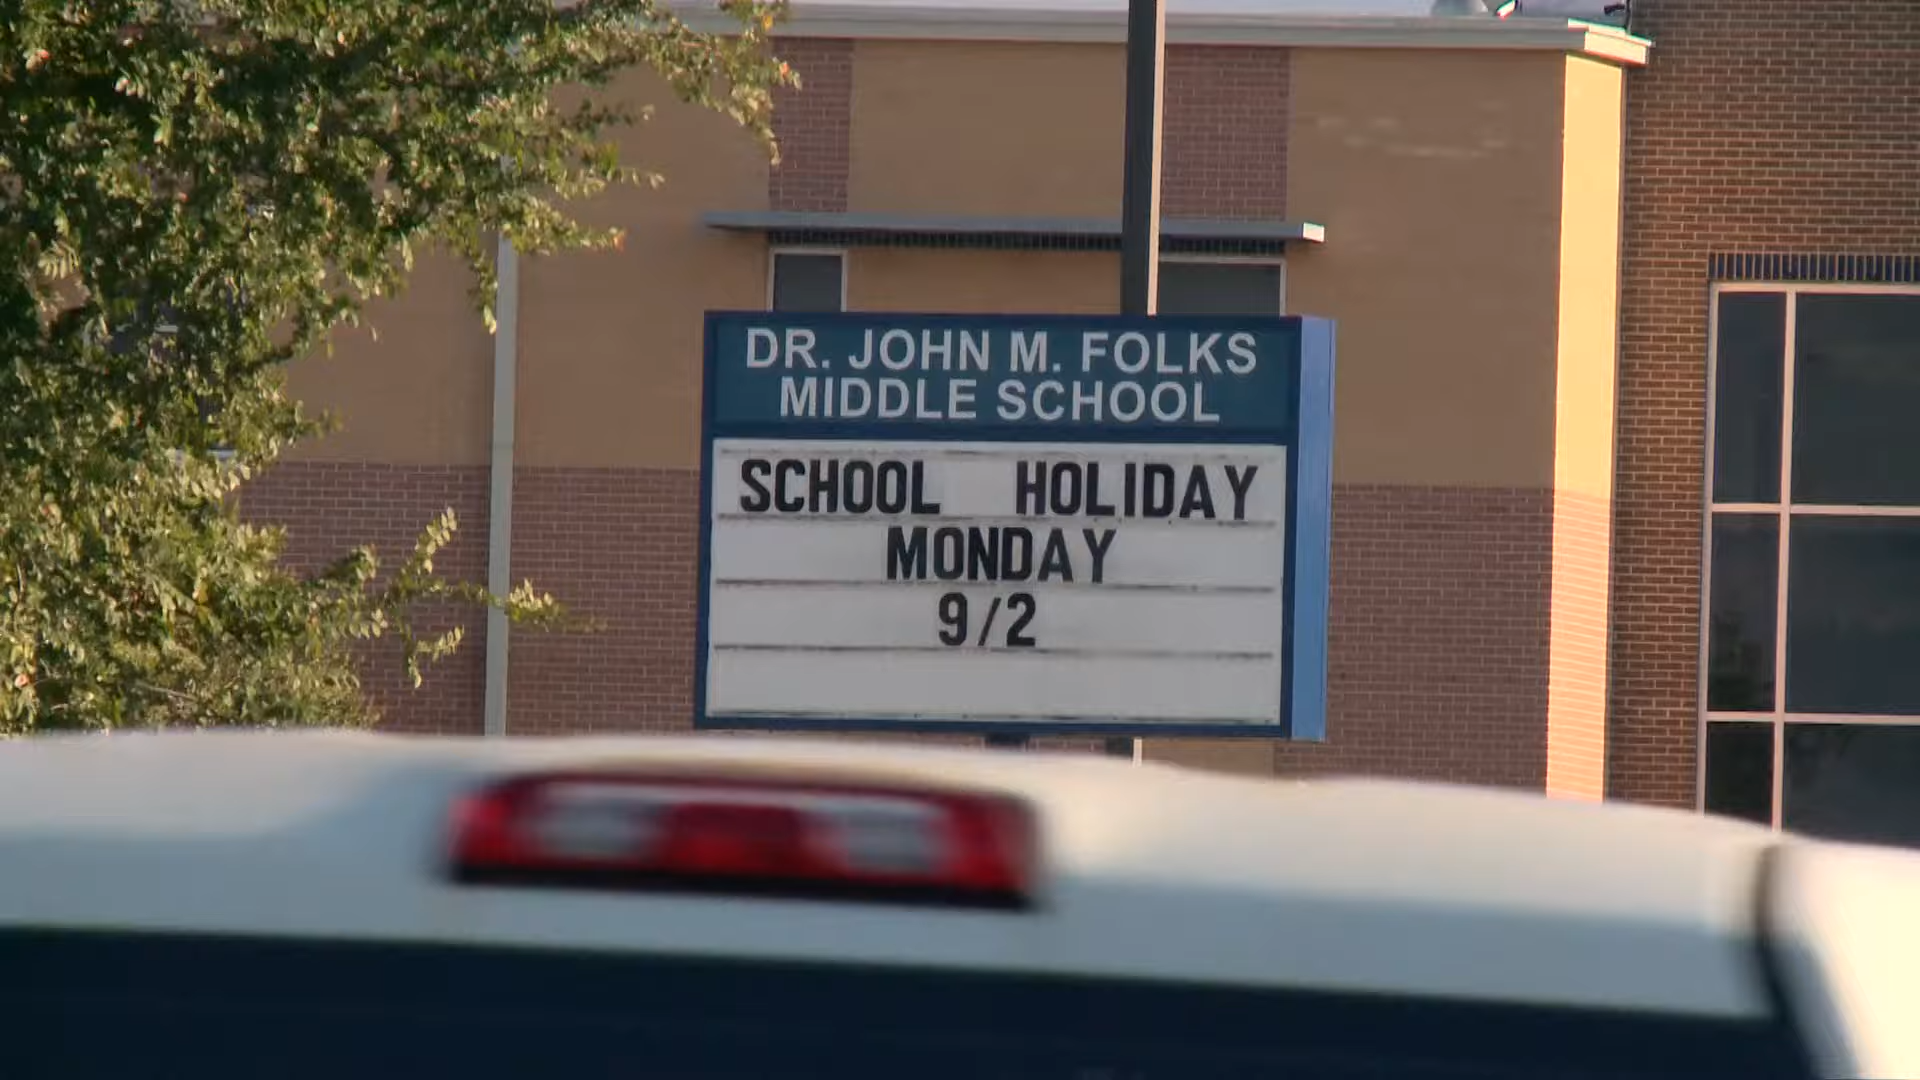 DR. JOHN M. FOLKS
MIDDLE SCHOOL
SCHOOL HOLIDAY
MONDAY
9/2